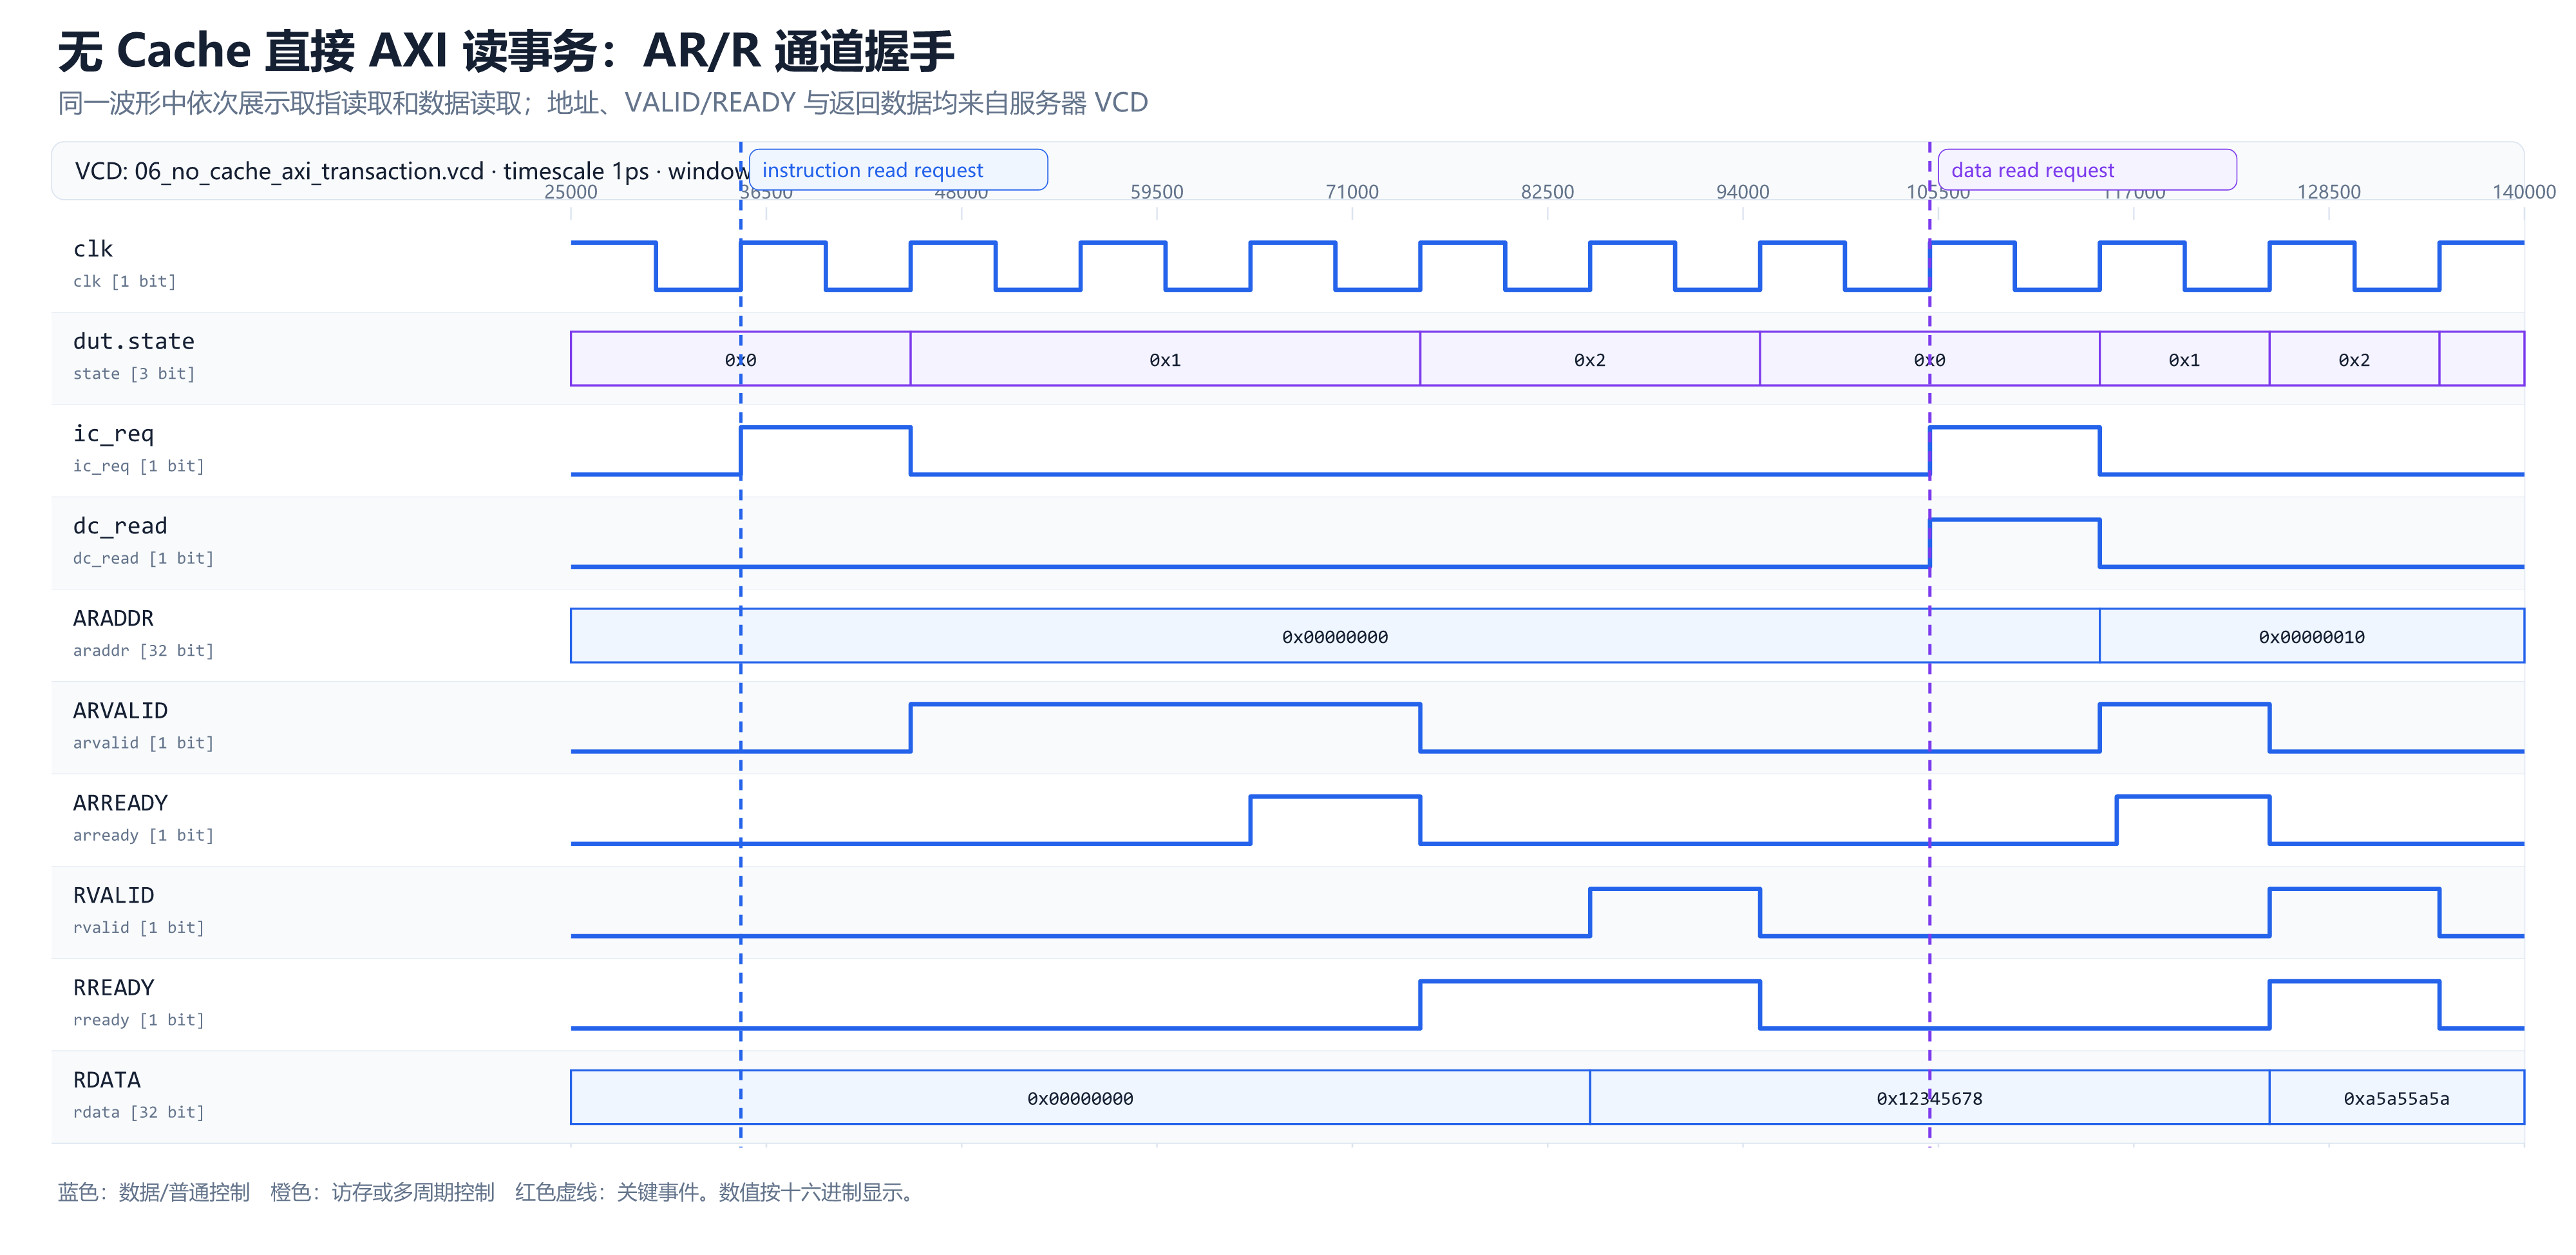 无 Cache 直接 AXI 读事务：AR/R 通道握手
同一波形中依次展示取指读取和数据读取；地址、VALID/READY 与返回数据均来自服务器 VCD
VCD: 06_no_cache_axi_transaction.vcd · timescale 1ps · window
instruction read request
data read request
25000 36500 48000 59500 71000 82500 94000 105500 117000 128500 140000
clk
clk [1 bit]
dut.state
state [3 bit]
0x0 0x1 0x2 0x0 0x1 0x2
ic_req
ic_req [1 bit]
dc_read
dc_read [1 bit]
ARADDR
araddr [32 bit]
0x00000000 0x00000010
ARVALID
arvalid [1 bit]
ARREADY
arready [1 bit]
RVALID
rvalid [1 bit]
RREADY
rready [1 bit]
RDATA
rdata [32 bit]
0x00000000 0x12345678 0xa5a55a5a
蓝色：数据/普通控制 橙色：访存或多周期控制 红色虚线：关键事件。数值按十六进制显示。